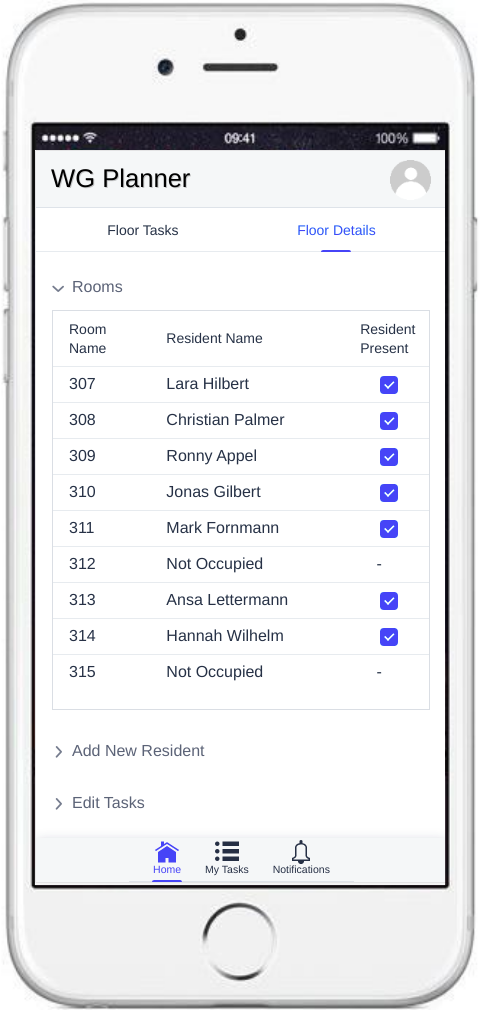 09:41 100%
WG Planner
Floor Tasks Floor Details
Rooms
Room Name Resident Name Resident Present
307 Lara Hilbert
308 Christian Palmer
309 Ronny Appel
310 Jonas Gilbert
311 Mark Fornmann
312 Not Occupied -
313 Ansa Lettermann
314 Hannah Wilhelm
315 Not Occupied -
Add New Resident
Edit Tasks
Home My Tasks Notifications